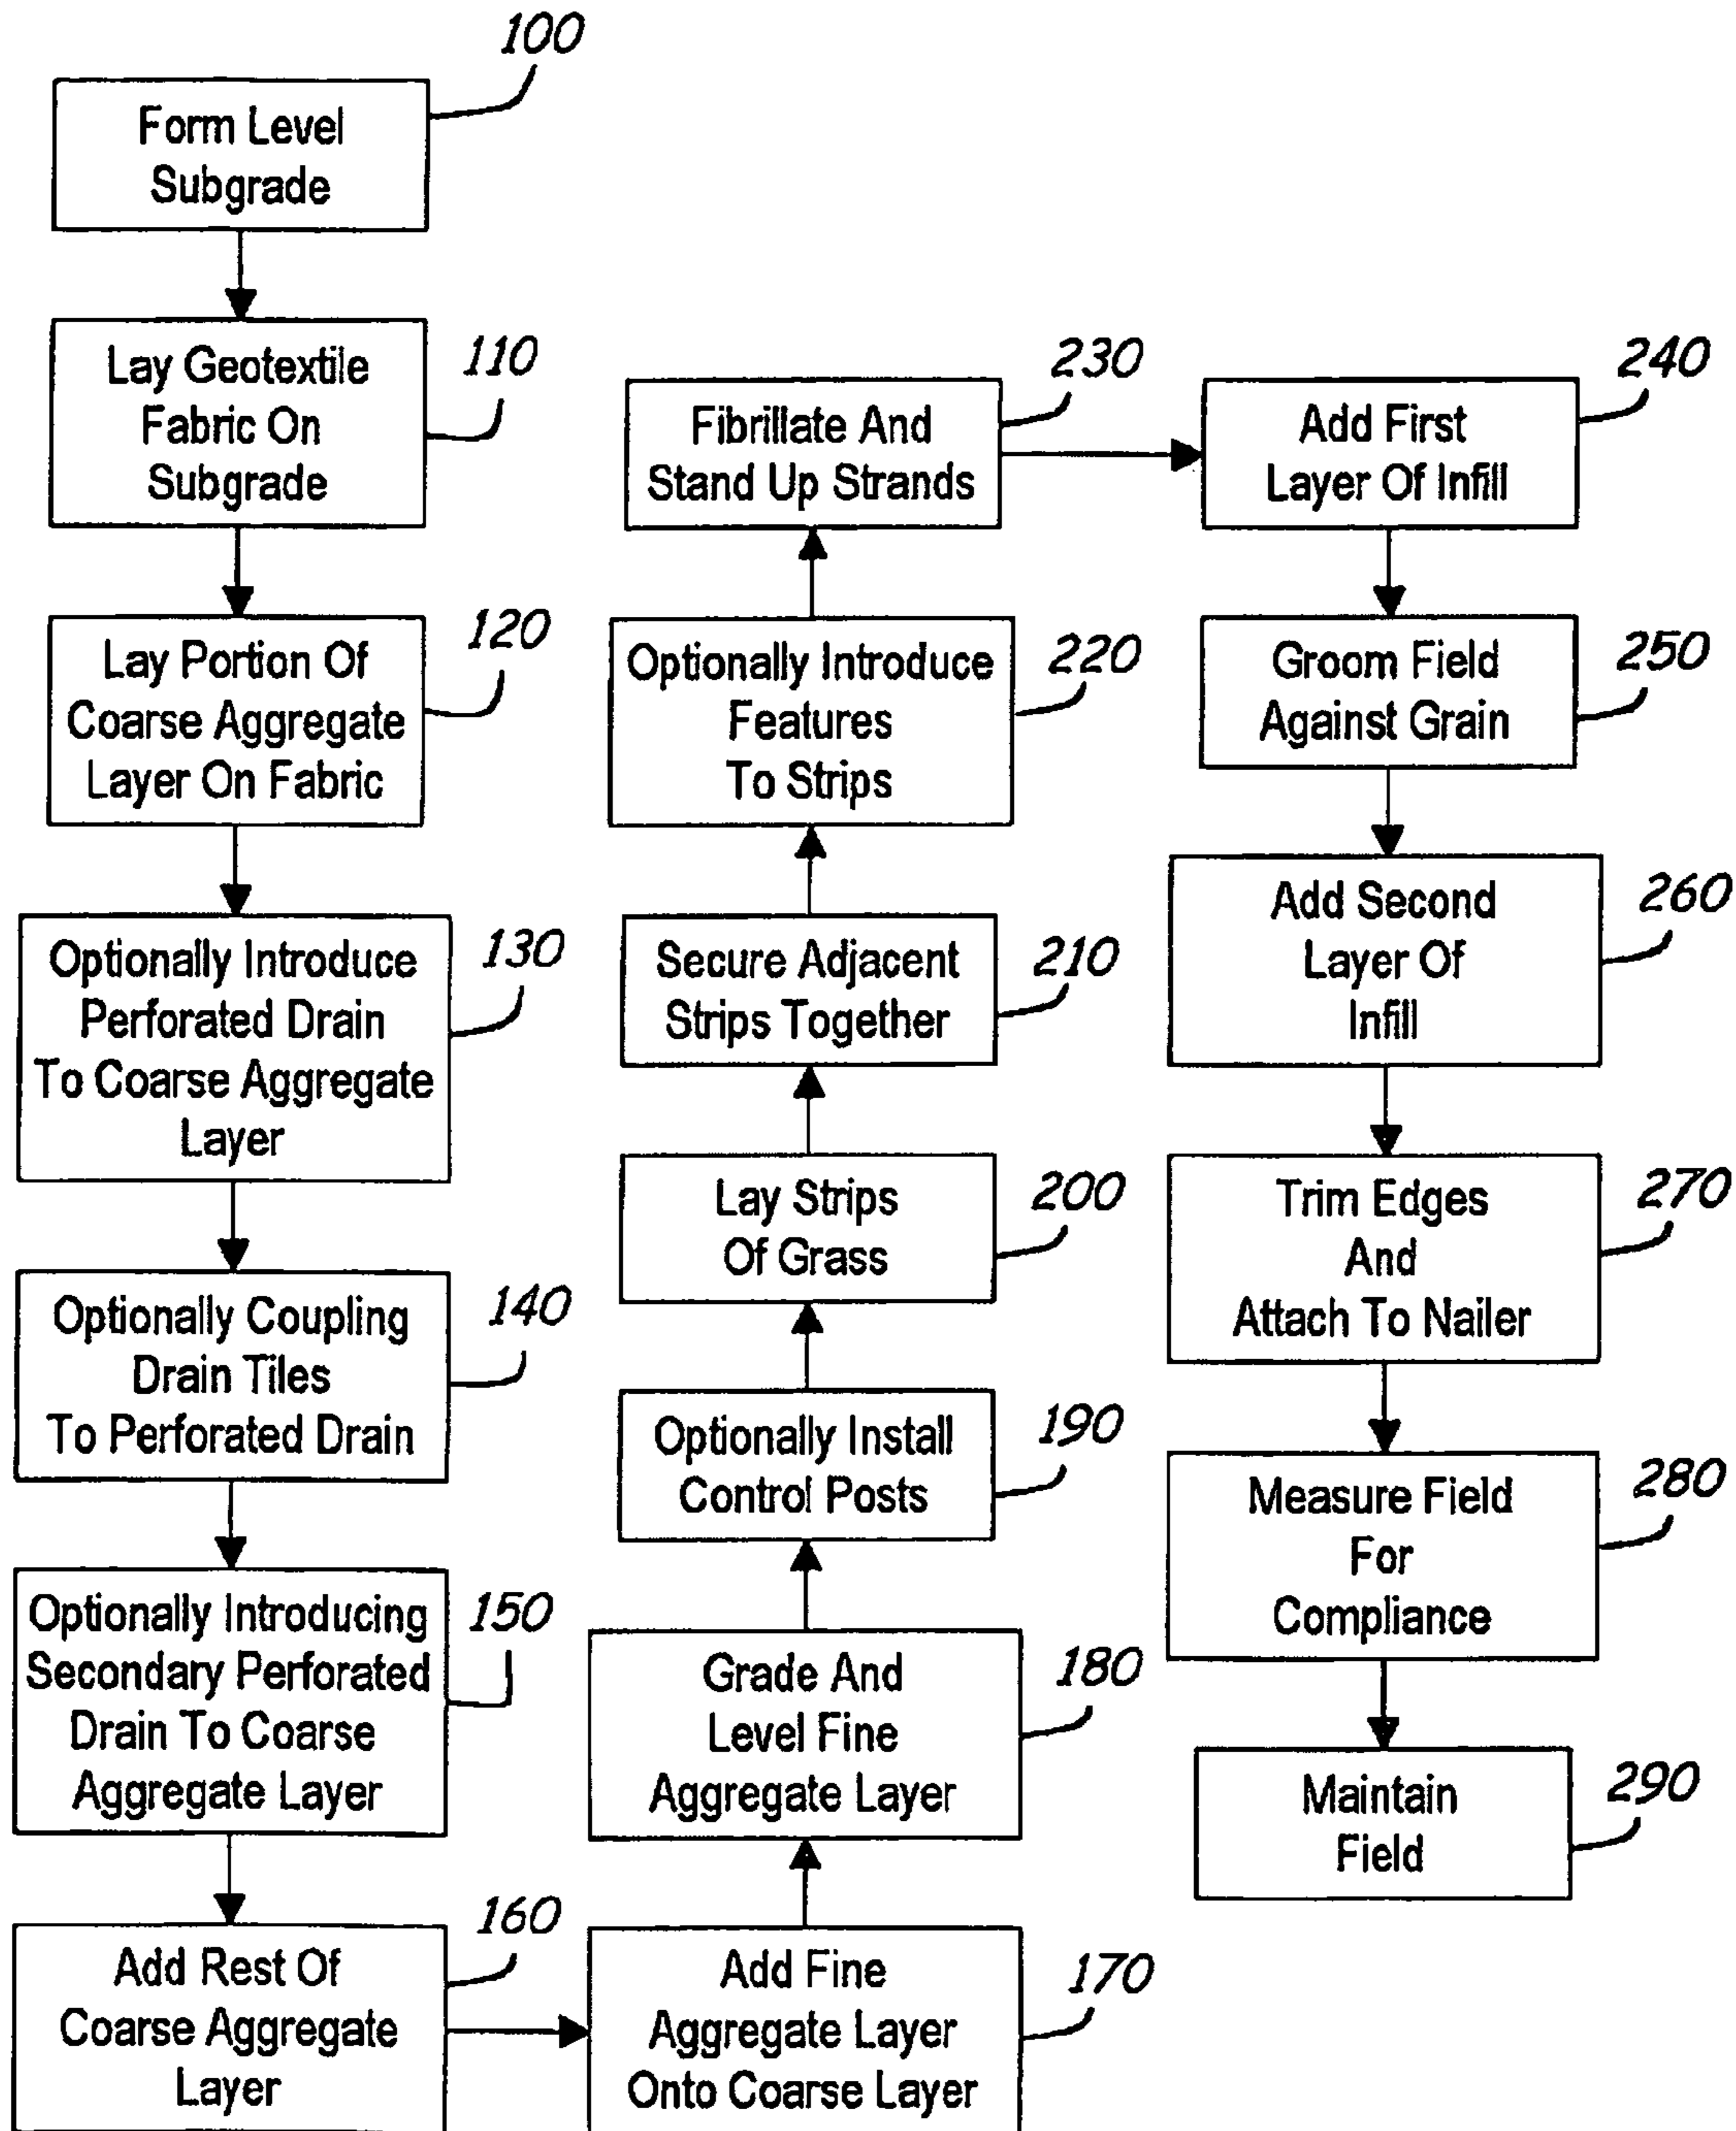 100
Form Level
Subgrade
110
Lay Geotextile
Fabric On
Subgrade
120
Lay Portion Of
Coarse Aggregate
Layer On Fabric
130
Optionally Introduce
Perforated Drain
To Coarse Aggregate
Layer
140
Optionally Coupling
Drain Tiles
To Perforated Drain
150
Optionally Introducing
Secondary Perforated
Drain To Coarse
Aggregate Layer
160
Add Rest Of
Coarse Aggregate
Layer
170
Add Fine
Aggregate Layer
Onto Coarse Layer
180
Grade And
Level Fine
Aggregate Layer
190
Optionally Install
Control Posts
200
Lay Strips
Of Grass
210
Secure Adjacent
Strips Together
220
Optionally Introduce
Features
To Strips
230
Fibrillate And
Stand Up Strands
240
Add First
Layer Of Infill
250
Groom Field
Against Grain
260
Add Second
Layer Of
Infill
270
Trim Edges
And
Attach To Nailer
280
Measure Field
For
Compliance
290
Maintain
Field